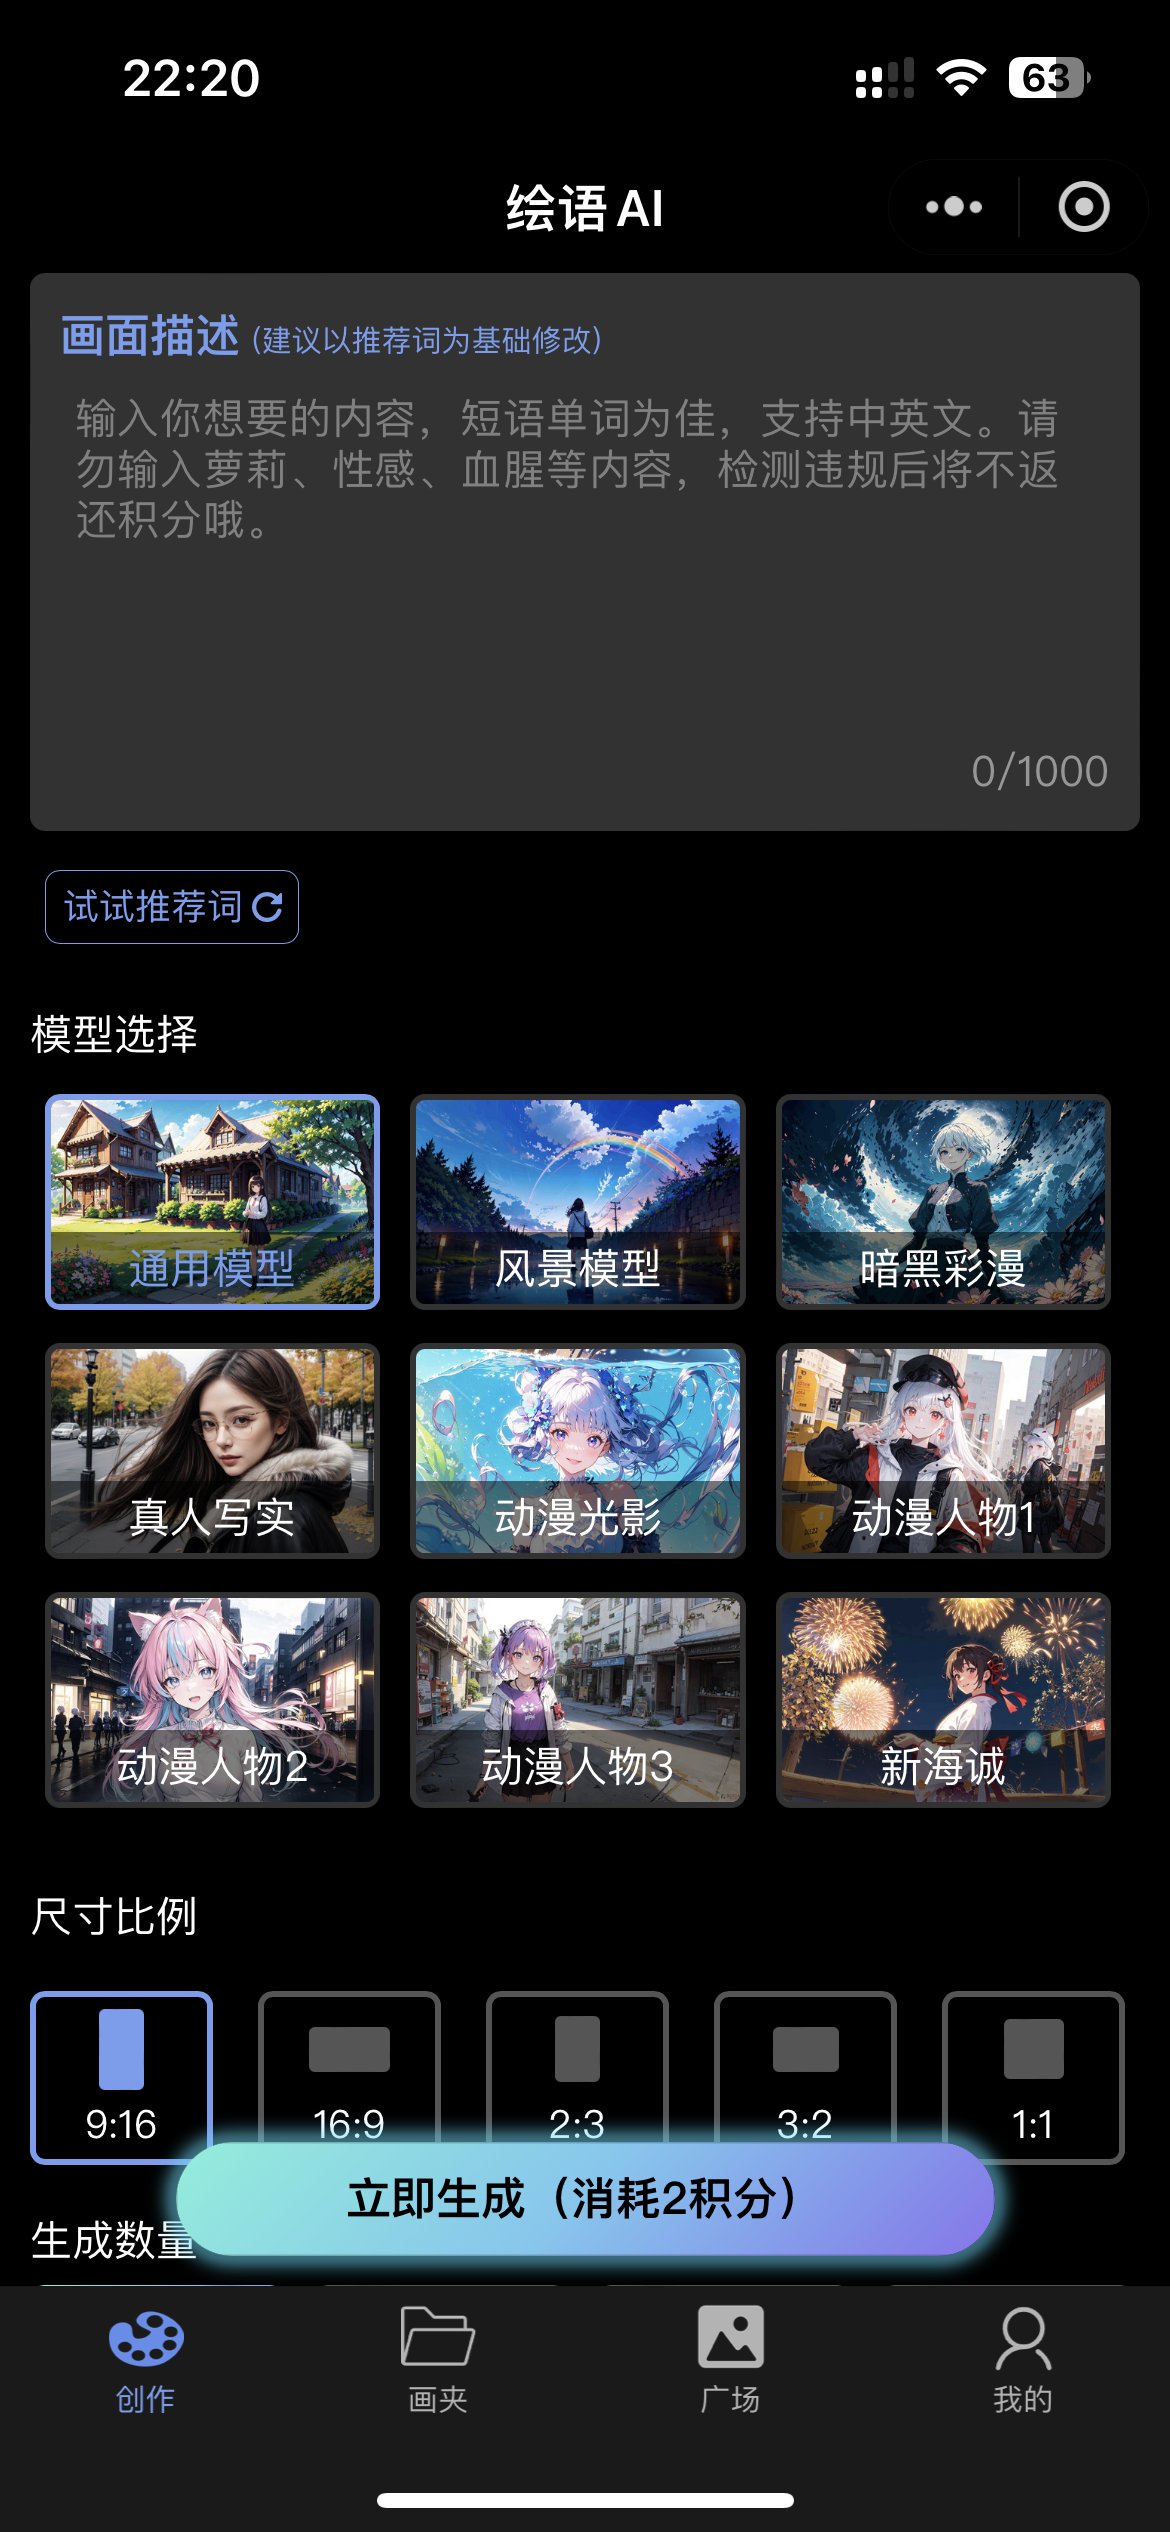 22:20
63
绘语 AI
画面描述 (建议以推荐词为基础修改)
输入你想要的内容，短语单词为佳，支持中英文。请
勿输入萝莉、性感、血腥等内容，检测违规后将不返
还积分哦。
0/1000
试试推荐词
模型选择
通用模型
风景模型
暗黑彩漫
真人写实
动漫光影
动漫人物1
动漫人物2
动漫人物3
新海诚
尺寸比例
9:16
16:9
2:3
3:2
1:1
立即生成（消耗2积分）
生成数量
创作
画夹
广场
我的